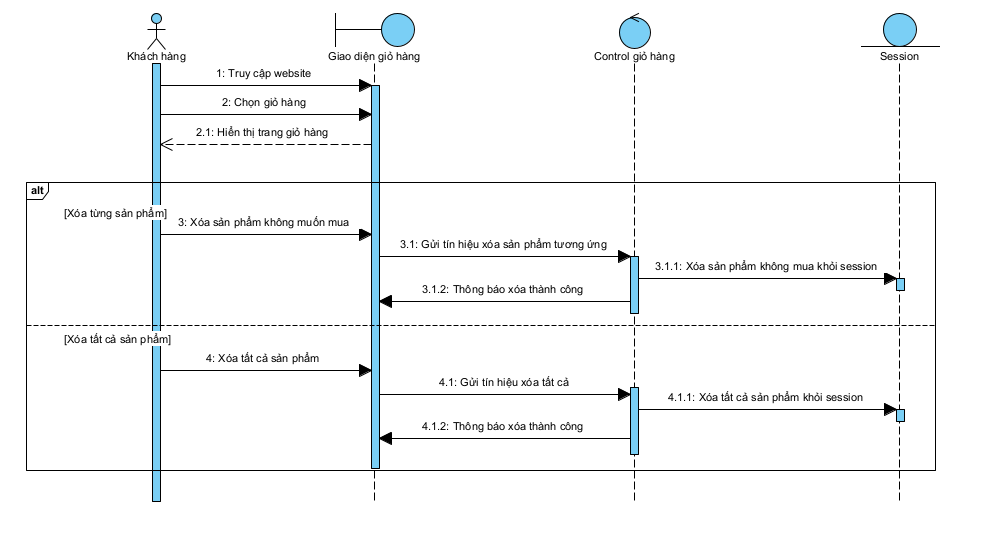 Khách hàng
Giao diện giỏ hàng
Control giỏ hàng
Session
1: Truy cập website
2: Chọn giỏ hàng
2.1: Hiển thị trang giỏ hàng
alt
[Xóa từng sản phẩm]
3: Xóa sản phẩm không muốn mua
3.1: Gửi tín hiệu xóa sản phẩm tương ứng
3.1.1: Xóa sản phẩm không mua khỏi session
3.1.2: Thông báo xóa thành công
[Xóa tất cả sản phẩm]
4: Xóa tất cả sản phẩm
4.1: Gửi tín hiệu xóa tất cả
4.1.1: Xóa tất cả sản phẩm khỏi session
4.1.2: Thông báo xóa thành công